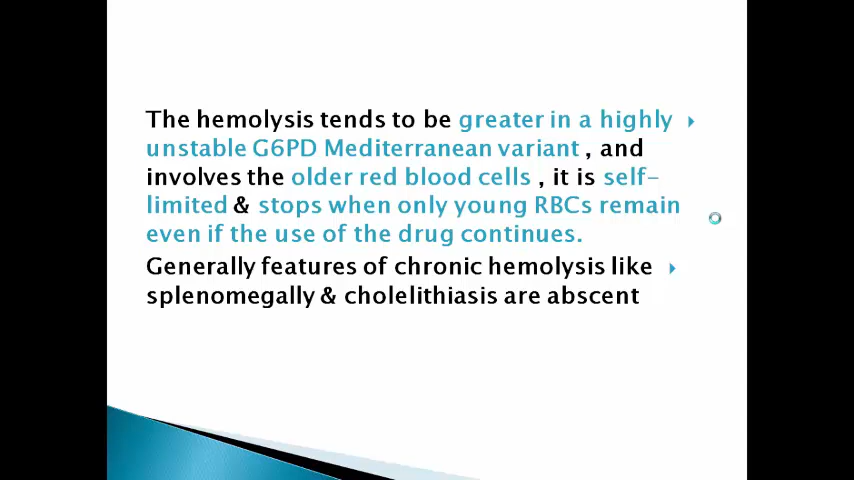 The hemolysis tends to be greater in a highly
unstable G6PD Mediterranean variant , and
involves the older red blood cells , it is self-
limited & stops when only young RBCs remain
even if the use of the drug continues.
Generally features of chronic hemolysis like
splenomegally & cholelithiasis are abscent